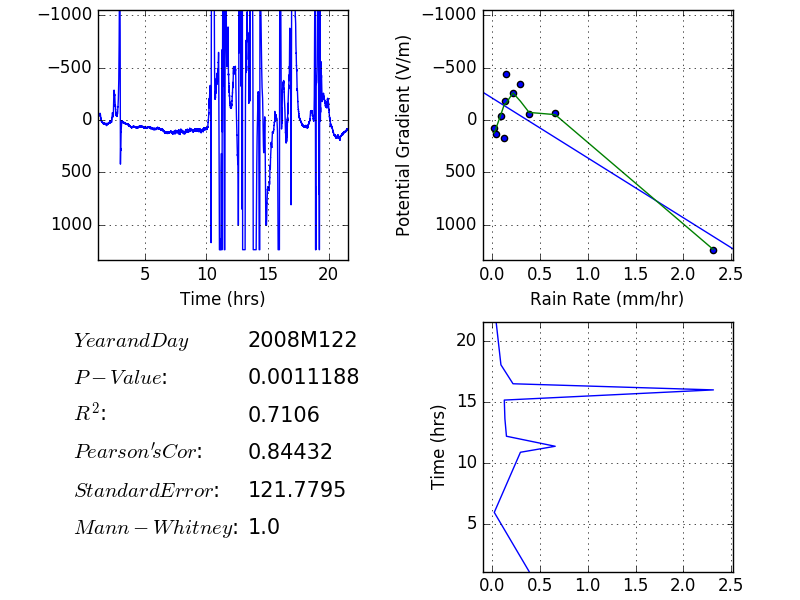 −1000
−500
0
500
1000
5 10 15 20
Time (hrs)
−1000
−500
0
500
1000
Potential Gradient (V/m)
0.0 0.5 1.0 1.5 2.0 2.5
Rain Rate (mm/hr)
YearandDay 2008M122
P−Value: 0.0011188
R²: 0.7106
Pearson'sCor: 0.84432
StandardError: 121.7795
Mann−Whitney: 1.0
20
15
10
5
Time (hrs)
0.0 0.5 1.0 1.5 2.0 2.5